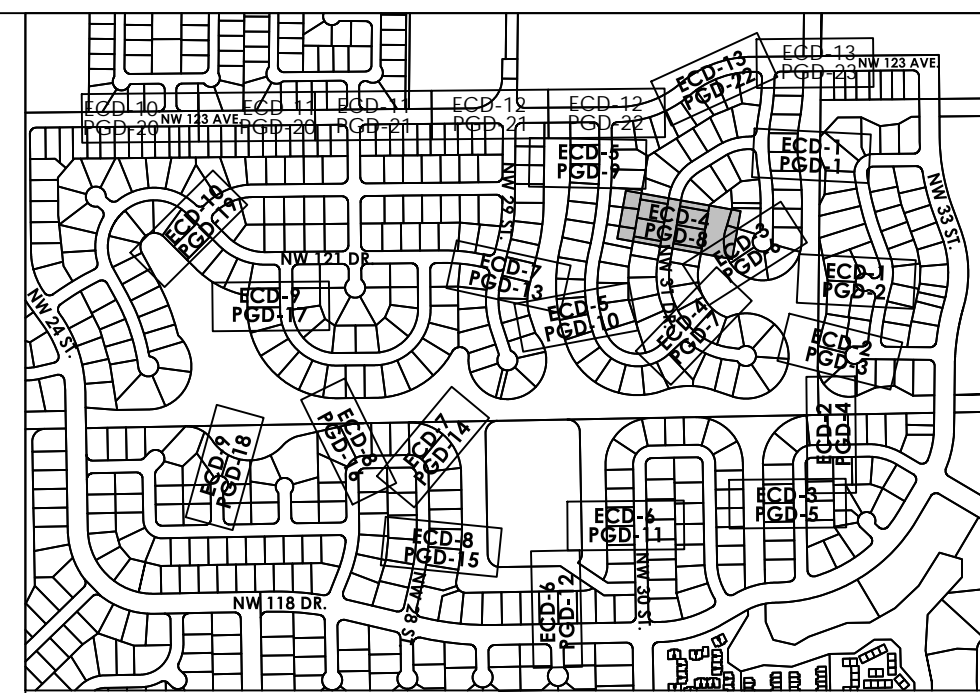 ECD-13
PGD-23
NW 123 AVE.
ECD-13
PGD-22
ECD-10
PGD-20
NW 123 AVE.
ECD-11
PGD-20
ECD-11
PGD-21
ECD-12
PGD-21
ECD-12
PGD-22
ECD-5
PGD-9
ECD-1
PGD-1
NW 33 ST.
NW 29 ST.
ECD-10
PGD-19
ECD-4
PGD-8
ECD-3
PGD-6
NW 121 DR.
ECD-7
PGD-13
NW 31
ECD-1
PGD-2
ECD-9
PGD-17
ECD-5
PGD-10
ECD-4
PGD-7
NW 24 ST.
ECD-2
PGD-3
ECD-2
PGD-4
ECD-9
PGD-18
ECD-8
PGD-16
ECD-7
PGD-14
ECD-3
PGD-5
ECD-6
PGD-11
ECD-8
PGD-15
ECD-6
PGD-12
NW 30 ST.
NW 28 ST.
NW 118 DR.